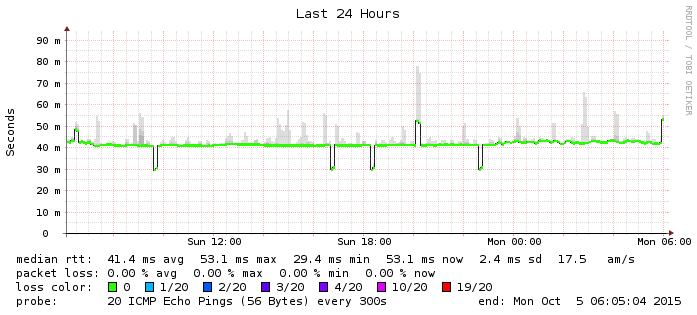 Last 24 Hours
RRDTOOL / TOBI OETIKER
Seconds
90 m
80 m
70 m
60 m
50 m
40 m
30 m
20 m
10 m
0
Sun 12:00 Sun 18:00 Mon 00:00 Mon 06:00
median rtt: 41.4 ms avg 53.1 ms max 29.4 ms min 53.1 ms now 2.4 ms sd 17.5 am/s
packet loss: 0.00 % avg 0.00 % max 0.00 % min 0.00 % now
loss color: 0 1/20 2/20 3/20 4/20 10/20 19/20
probe: 20 ICMP Echo Pings (56 Bytes) every 300s end: Mon Oct 5 06:05:04 2015